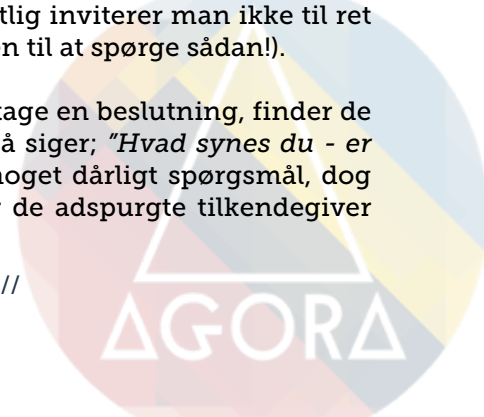 tlig inviterer man ikke til ret
n til at spørge sådan!).
tage en beslutning, finder de
å siger; "Hvad synes du - er
noget dårligt spørgsmål, dog
r de adspurgte tilkendegiver
//
AGORA